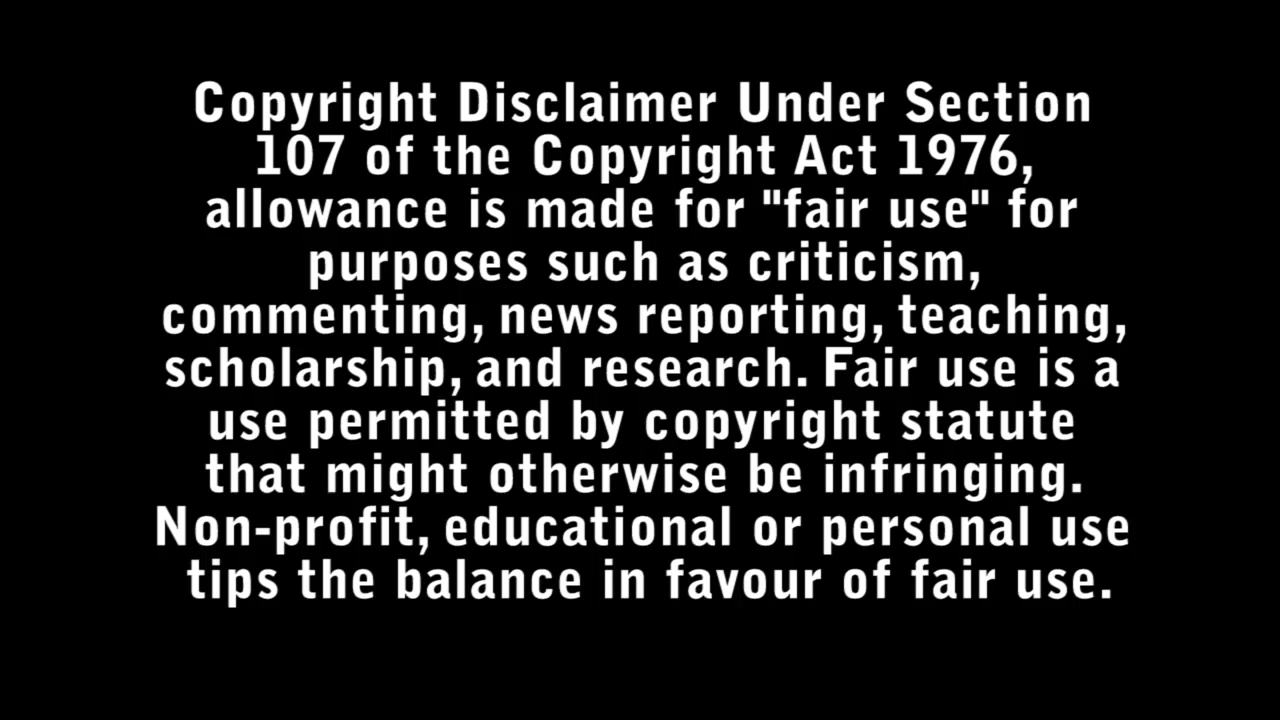 Copyright Disclaimer Under Section
107 of the Copyright Act 1976,
allowance is made for "fair use" for
purposes such as criticism,
commenting, news reporting, teaching,
scholarship, and research. Fair use is a
use permitted by copyright statute
that might otherwise be infringing.
Non-profit, educational or personal use
tips the balance in favour of fair use.